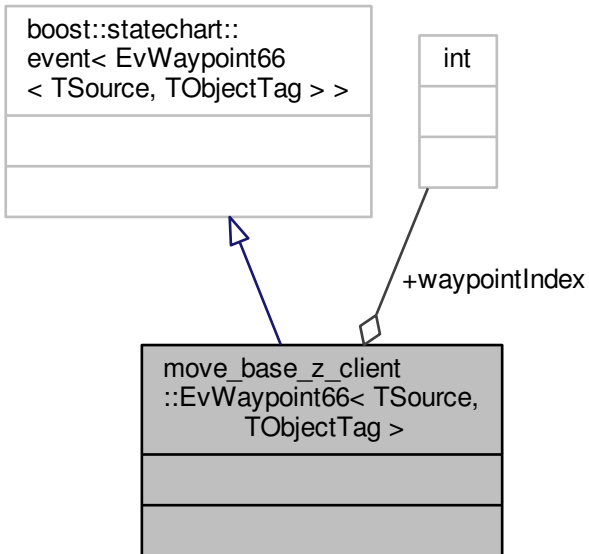 boost::statechart::
event< EvWaypoint66
< TSource, TObjectTag > >
int
+waypointIndex
move_base_z_client
::EvWaypoint66< TSource,
TObjectTag >